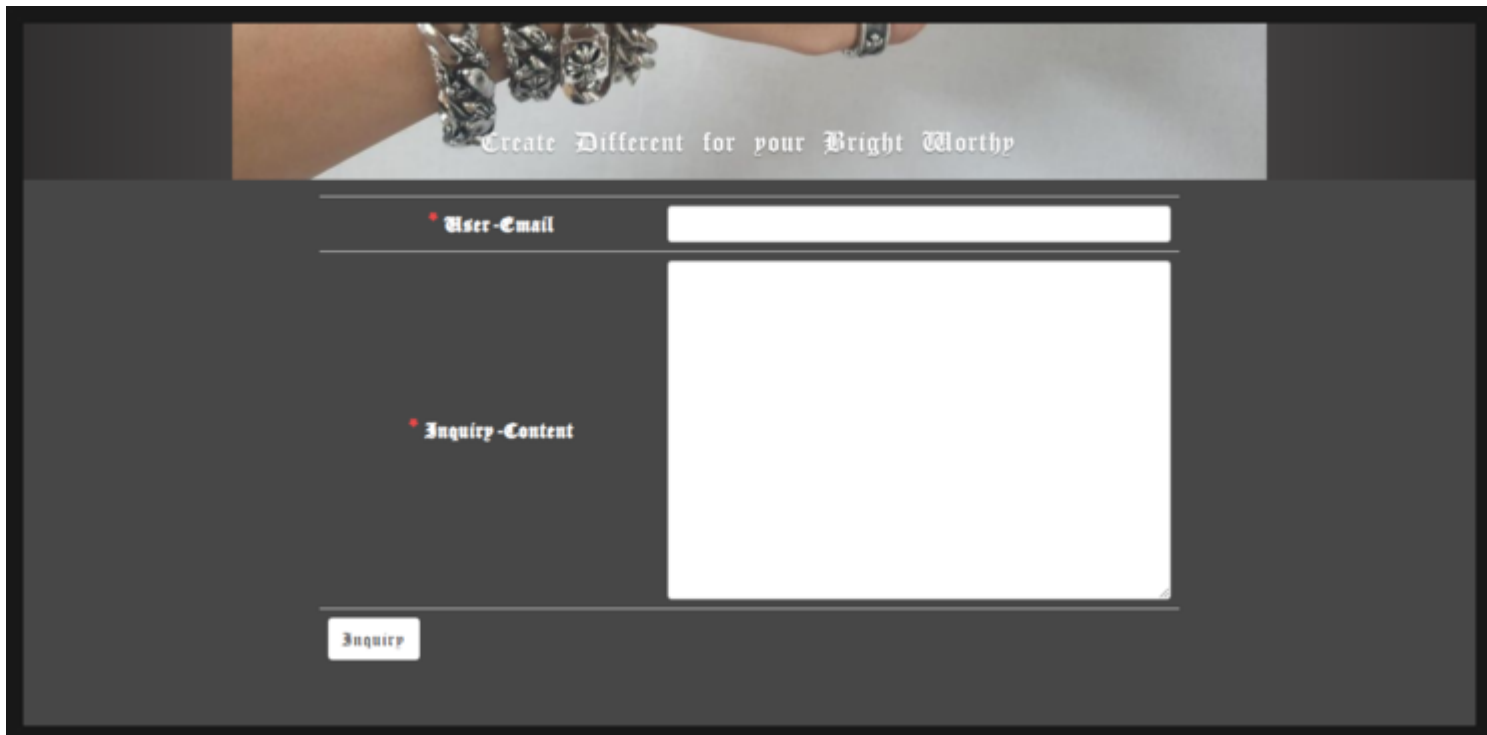 Create Different for your Bright Worthy
* User-Email
* Inquiry-Content
Inquiry